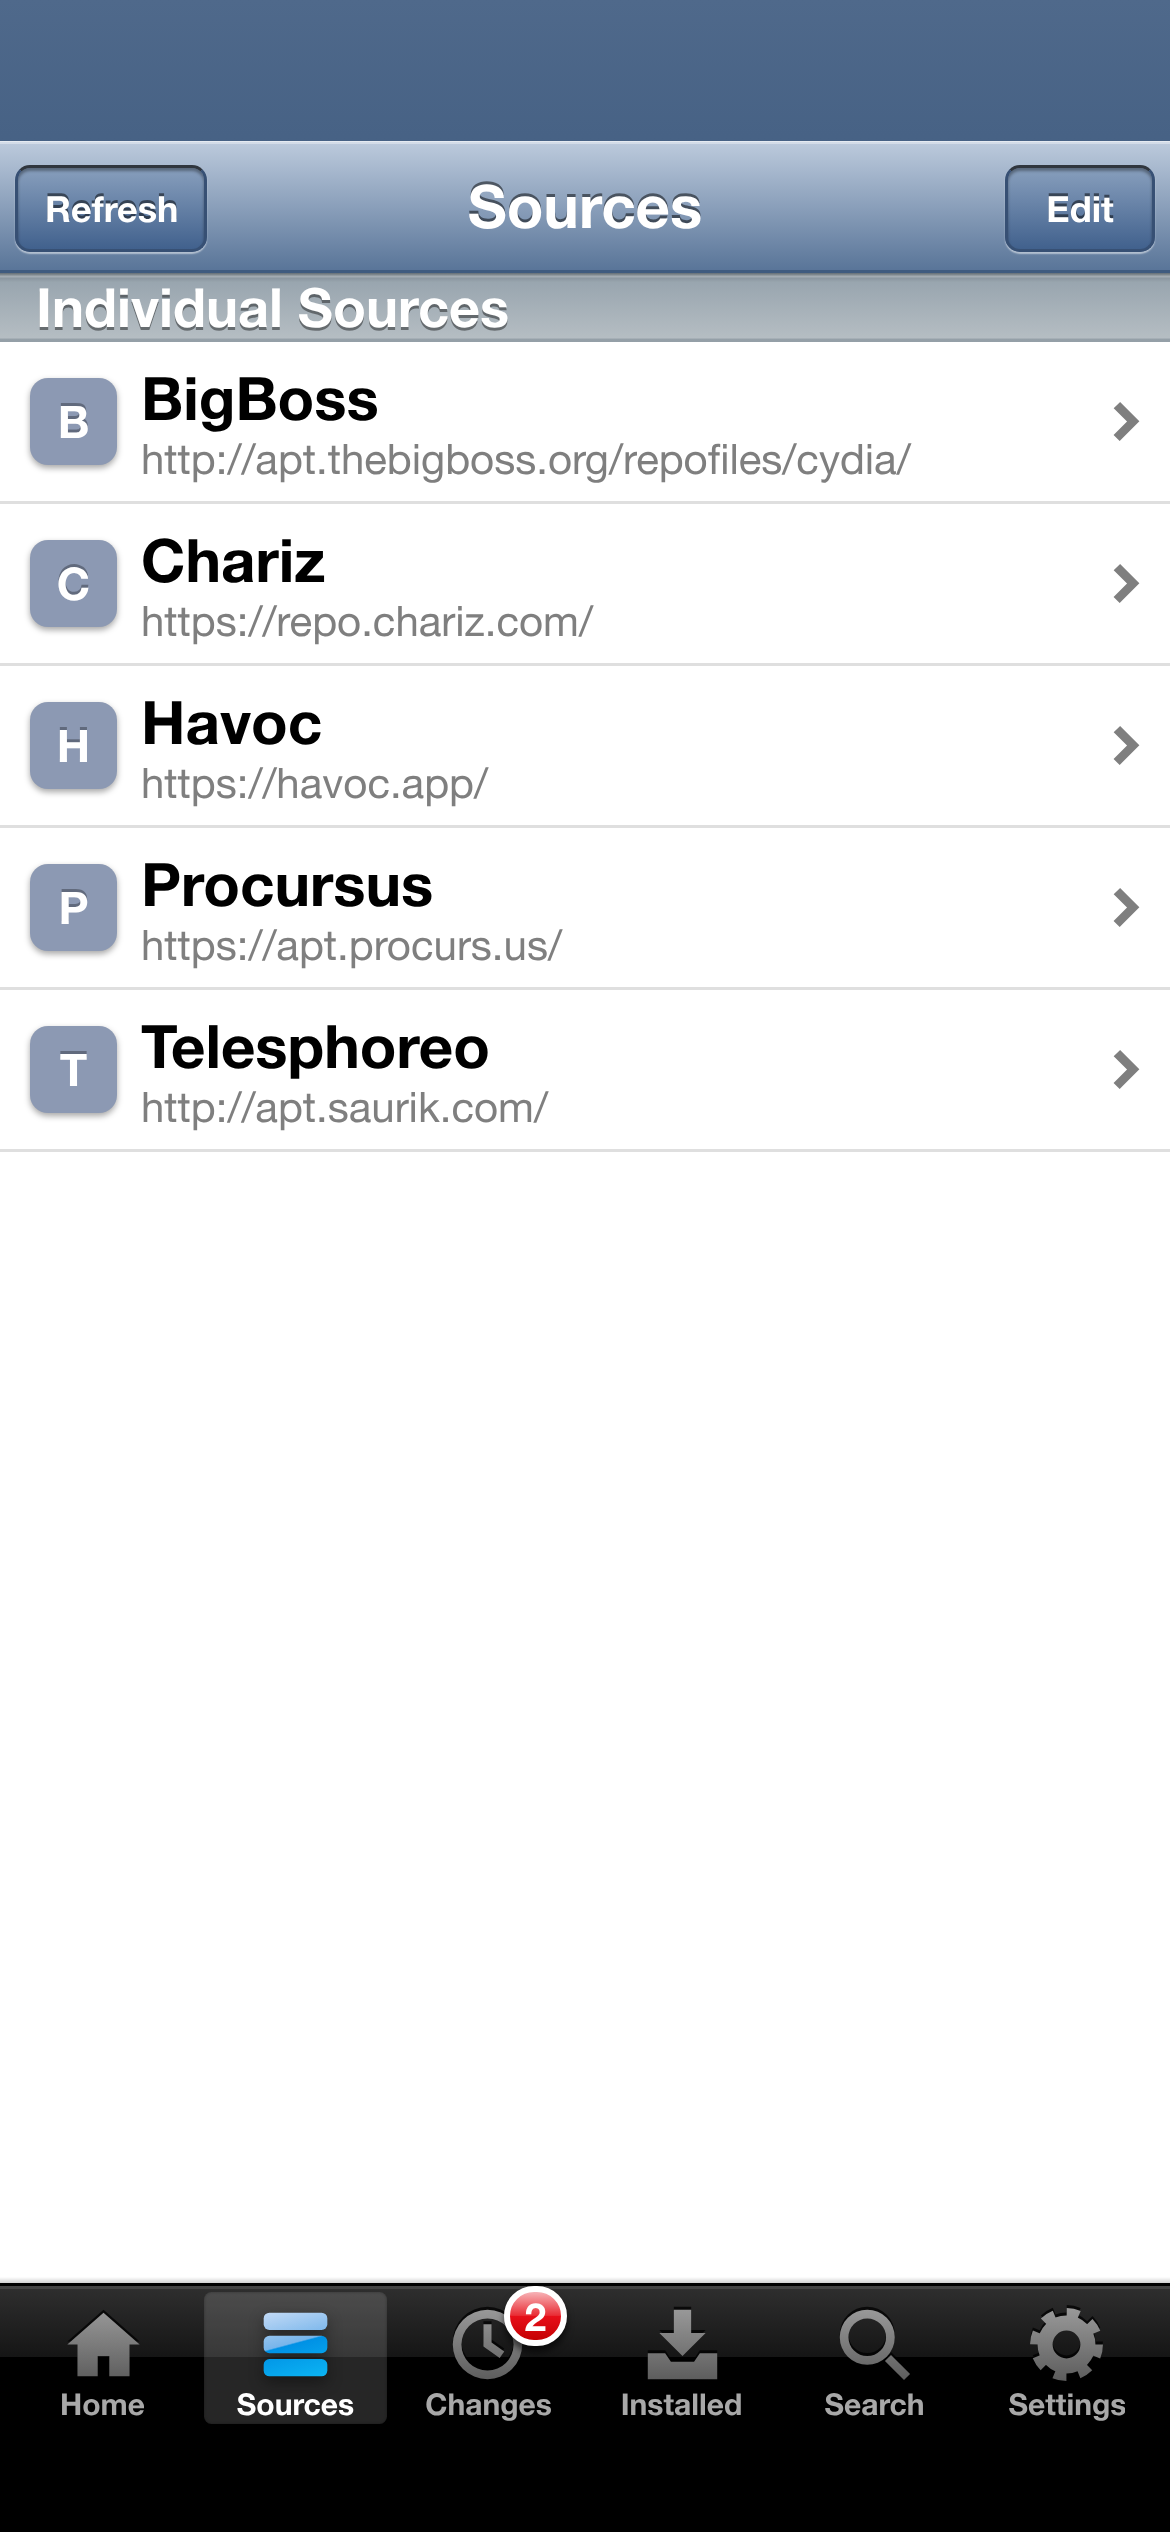 Refresh
Sources
Edit
Individual Sources
B
BigBoss
http://apt.thebigboss.org/repofiles/cydia/
C
Chariz
https://repo.chariz.com/
H
Havoc
https://havoc.app/
P
Procursus
https://apt.procurs.us/
T
Telesphoreo
http://apt.saurik.com/
2
Home
Sources
Changes
Installed
Search
Settings